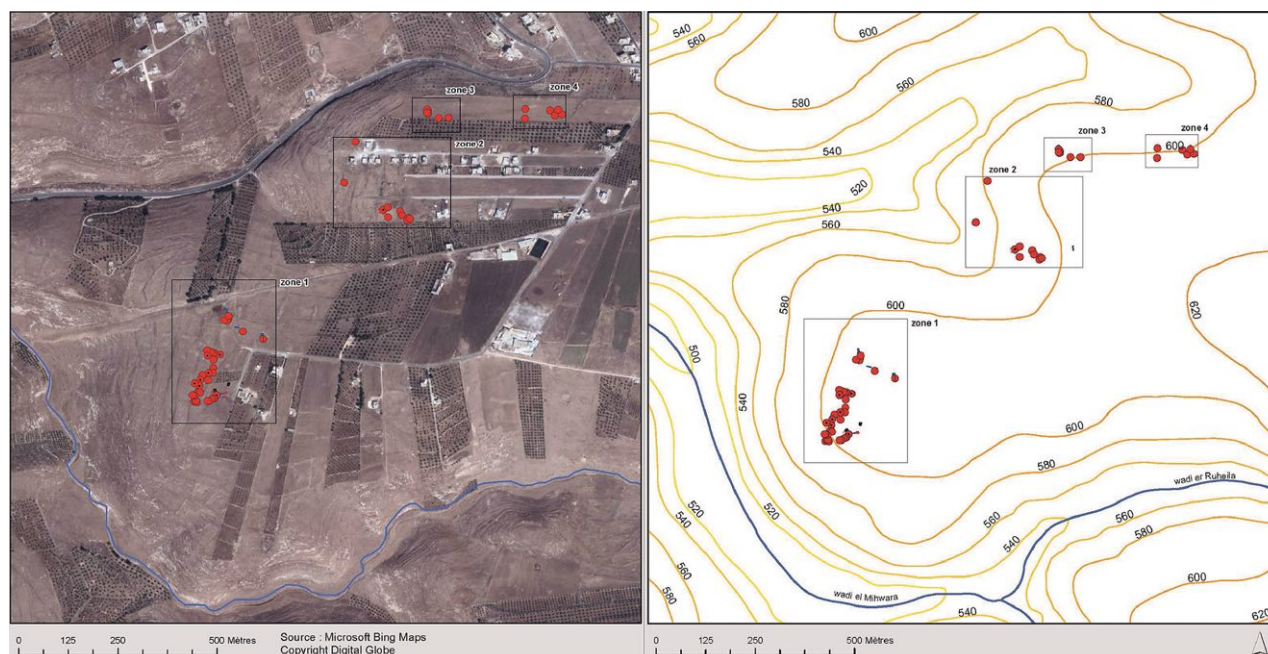 zone 3
zone 4
zone 2
zone 1
0 125 250 500 Mètres
Source : Microsoft Bing Maps
Copyright Digital Globe
540
560
600
580
560
580
540
520
540
560
zone 3
zone 4
600
zone 2
580
600
620
zone 1
500
540
600
580
560
540
520
520
540
560
580
wadi er Ruheila
560
580
600
620
wadi el Mihwara
540
0 125 250 500 Mètres